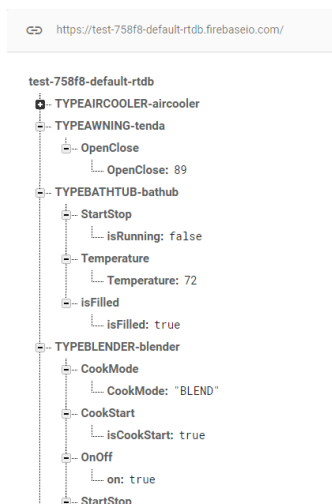 https://test-758f8-default-rtdb.firebaseio.com/
test-758f8-default-rtdb
TYPEAIRCOOLER-aircooler
TYPEAWNING-tenda
OpenClose
OpenClose: 89
TYPEBATHTUB-bathub
StartStop
isRunning: false
Temperature
Temperature: 72
isFilled
isFilled: true
TYPEBLENDER-blender
CookMode
CookMode: "BLEND"
CookStart
isCookStart: true
OnOff
on: true
StartStop